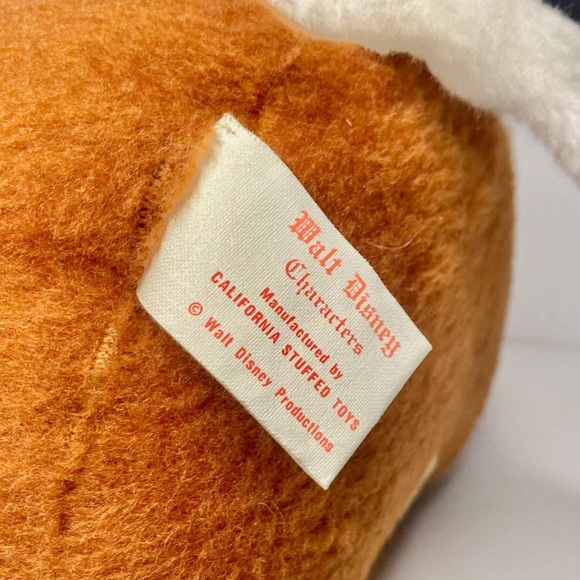 Walt Disney
Characters
Manufactured by
CALIFORNIA STUFFED TOYS
© Walt Disney Productions